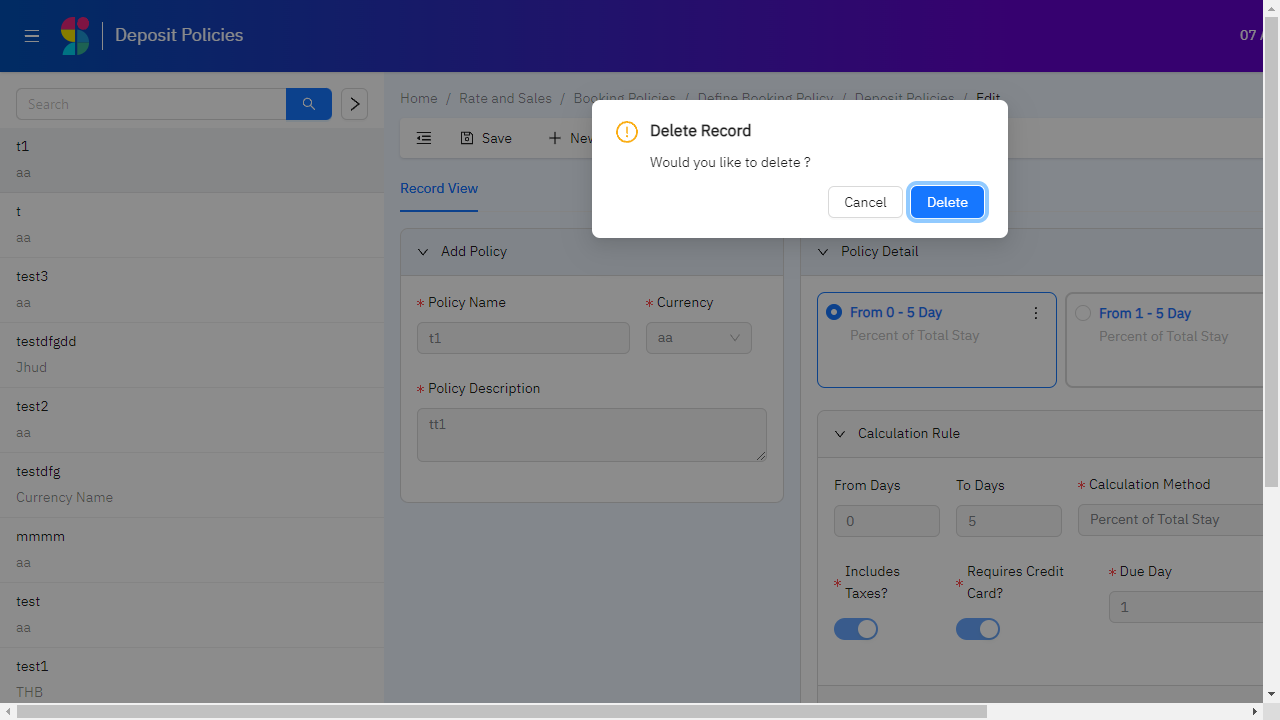 Deposit Policies
07 /
Search
Home / Rate and Sales / Booking Policies / Define Booking Policy / Deposit Policies / Edit
Save
New
Delete Record
Would you like to delete ?
Cancel
Delete
t1
aa
t
aa
test3
aa
testdfgdd
Jhud
test2
aa
testdfg
Currency Name
mmmm
aa
test
aa
test1
THB
Record View
Add Policy
* Policy Name
* Currency
t1
aa
* Policy Description
tt1
Policy Detail
From 0 - 5 Day
Percent of Total Stay
From 1 - 5 Day
Percent of Total Stay
Calculation Rule
From Days
To Days
* Calculation Method
0
5
Percent of Total Stay
* Includes Taxes?
* Requires Credit Card?
* Due Day
1